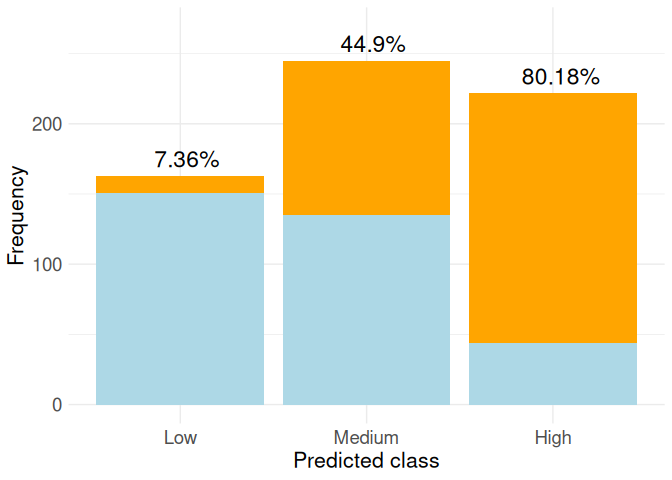 44.9%
80.18%
7.36%
200
100
0
Frequency
Low Medium High
Predicted class